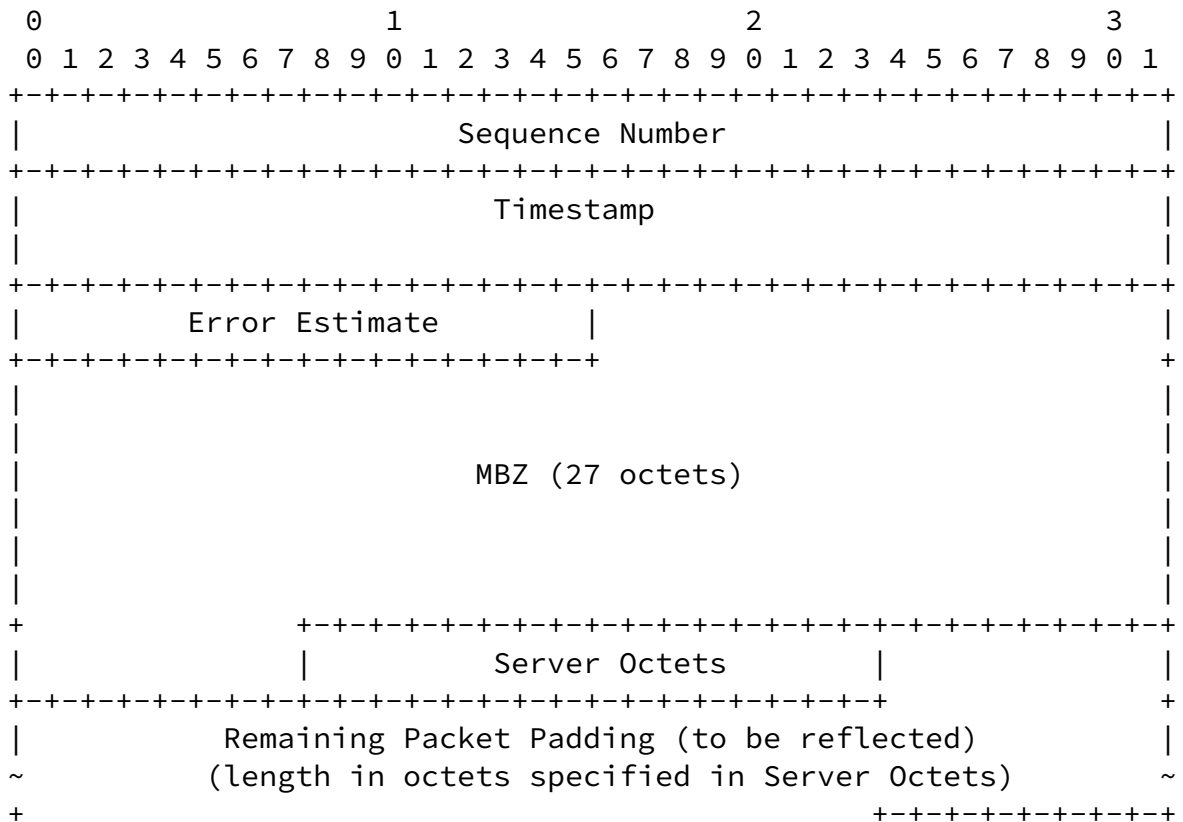 0                   1                   2                   3
 0 1 2 3 4 5 6 7 8 9 0 1 2 3 4 5 6 7 8 9 0 1 2 3 4 5 6 7 8 9 0 1
+-+-+-+-+-+-+-+-+-+-+-+-+-+-+-+-+-+-+-+-+-+-+-+-+-+-+-+-+-+-+-+-+
|                        Sequence Number                        |
+-+-+-+-+-+-+-+-+-+-+-+-+-+-+-+-+-+-+-+-+-+-+-+-+-+-+-+-+-+-+-+-+
|                          Timestamp                            |
|                                                               |
+-+-+-+-+-+-+-+-+-+-+-+-+-+-+-+-+-+-+-+-+-+-+-+-+-+-+-+-+-+-+-+-+
|         Error Estimate        |                               |
+-+-+-+-+-+-+-+-+-+-+-+-+-+-+-+-+                               +
|                                                               |
|                                                               |
|                         MBZ (27 octets)                       |
|                                                               |
|                                                               |
|                                                               |
+               +-+-+-+-+-+-+-+-+-+-+-+-+-+-+-+-+-+-+-+-+-+-+-+-+
|               |          Server Octets        |               |
+-+-+-+-+-+-+-+-+-+-+-+-+-+-+-+-+-+-+-+-+-+-+-+-+               +
|           Remaining Packet Padding (to be reflected)          |
~          (length in octets specified in Server Octets)        ~
+                                               +-+-+-+-+-+-+-+-+